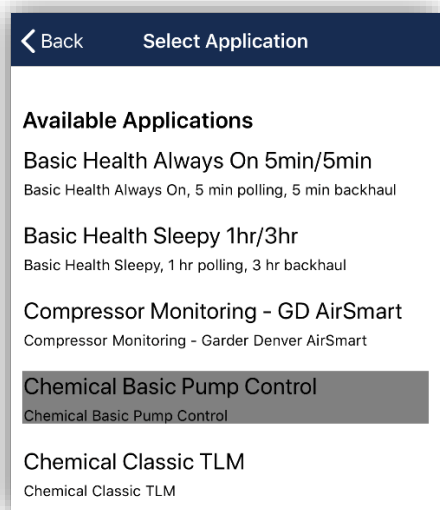 Back Select Application
Available Applications
Basic Health Always On 5min/5min
Basic Health Always On, 5 min polling, 5 min backhaul
Basic Health Sleepy 1hr/3hr
Basic Health Sleepy, 1 hr polling, 3 hr backhaul
Compressor Monitoring - GD AirSmart
Compressor Monitoring - Garder Denver AirSmart
Chemical Basic Pump Control
Chemical Basic Pump Control
Chemical Classic TLM
Chemical Classic TLM